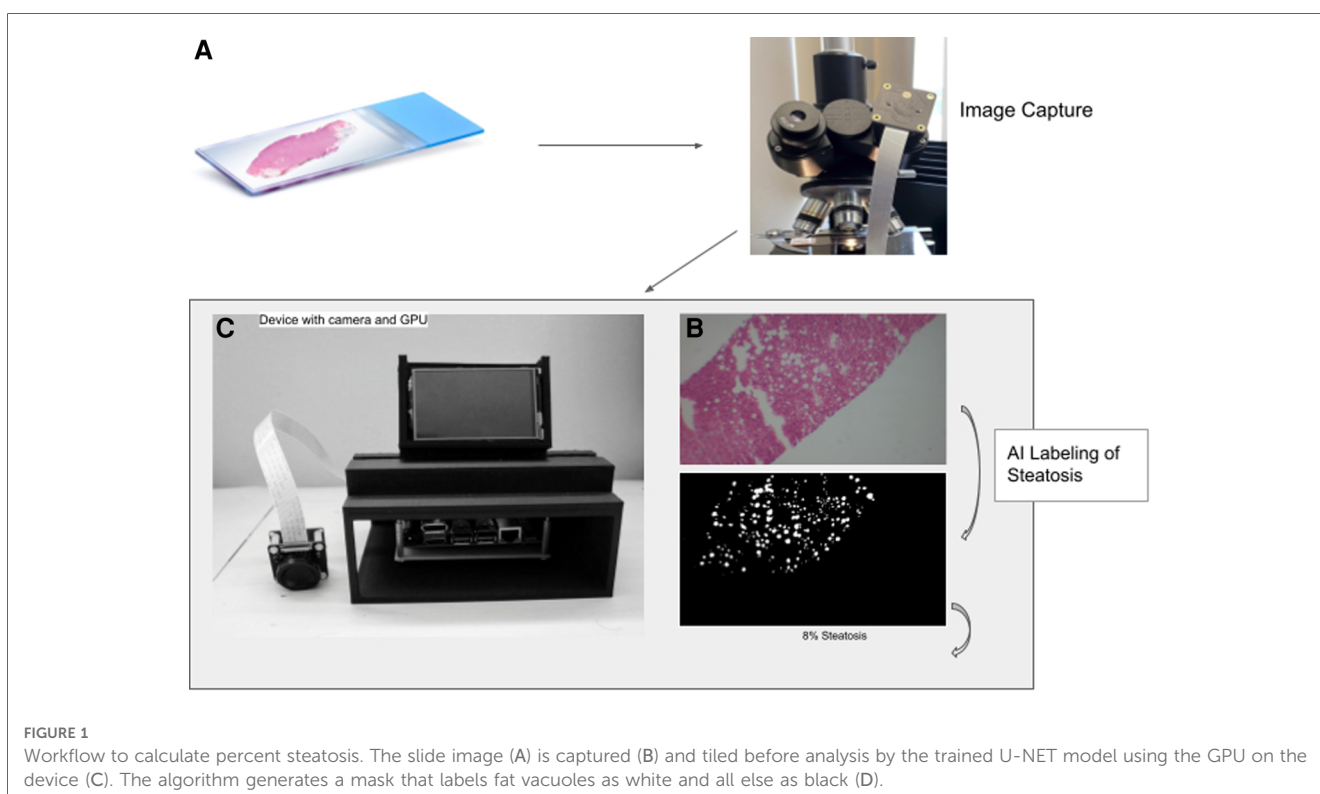 A
Image Capture
C
Device with camera and GPU
B
AI Labeling of
Steatosis
8% Steatosis
FIGURE 1
Workflow to calculate percent steatosis. The slide image (A) is captured (B) and tiled before analysis by the trained U-NET model using the GPU on the
device (C). The algorithm generates a mask that labels fat vacuoles as white and all else as black (D).